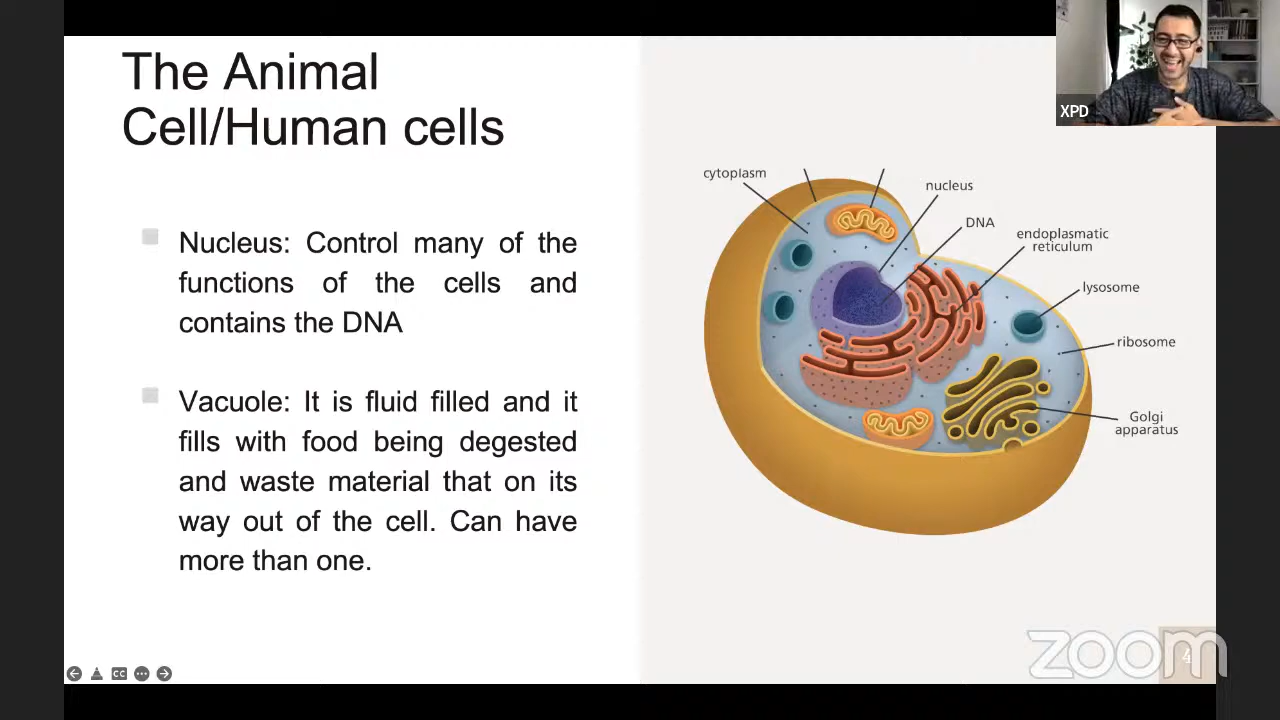 The Animal
Cell/Human cells
Nucleus: Control many of the
functions of the cells and
contains the DNA
Vacuole: It is fluid filled and it
fills with food being degested
and waste material that on its
way out of the cell. Can have
more than one.
cytoplasm
nucleus
DNA
endoplasmatic
reticulum
lysosome
ribosome
Golgi
apparatus
XPD
CC
zoom
4